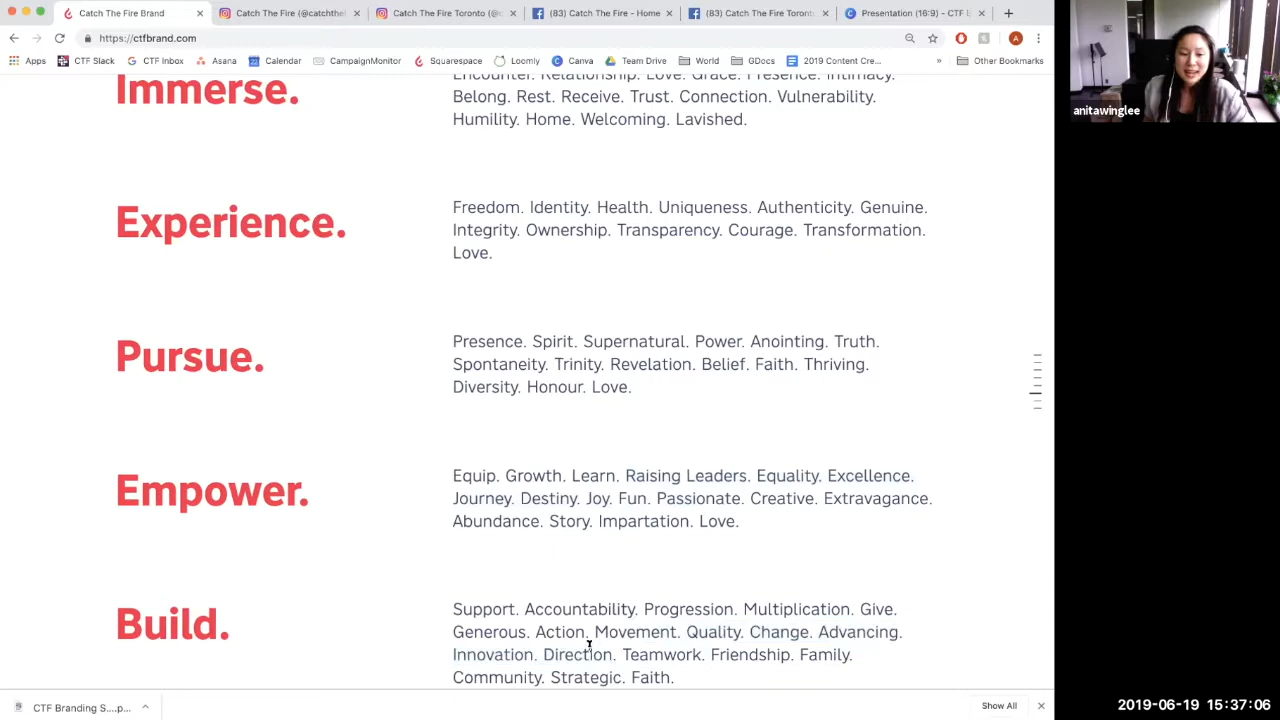 Catch The Fire Brand
Catch The Fire (@catchthe
Catch The Fire Toronto (@c
(83) Catch The Fire - Home
(83) Catch The Fire Toront
Presentation (16:9) - CTF E
https://ctfbrand.com
Apps
CTF Slack
CTF Inbox
Asana
Calendar
CampaignMonitor
Squarespace
Loomly
Canva
Team Drive
World
GDocs
2019 Content Cre...
»
Other Bookmarks
Immerse.
Encounter. Relationship. Love. Grace. Presence. Intimacy.
Belong. Rest. Receive. Trust. Connection. Vulnerability.
Humility. Home. Welcoming. Lavished.
Experience.
Freedom. Identity. Health. Uniqueness. Authenticity. Genuine.
Integrity. Ownership. Transparency. Courage. Transformation.
Love.
Pursue.
Presence. Spirit. Supernatural. Power. Anointing. Truth.
Spontaneity. Trinity. Revelation. Belief. Faith. Thriving.
Diversity. Honour. Love.
Empower.
Equip. Growth. Learn. Raising Leaders. Equality. Excellence.
Journey. Destiny. Joy. Fun. Passionate. Creative. Extravagance.
Abundance. Story. Impartation. Love.
Build.
Support. Accountability. Progression. Multiplication. Give.
Generous. Action. Movement. Quality. Change. Advancing.
Innovation. Direction. Teamwork. Friendship. Family.
Community. Strategic. Faith.
CTF Branding S....p...
Show All
anitawinglee
2019-06-19 15:37:06